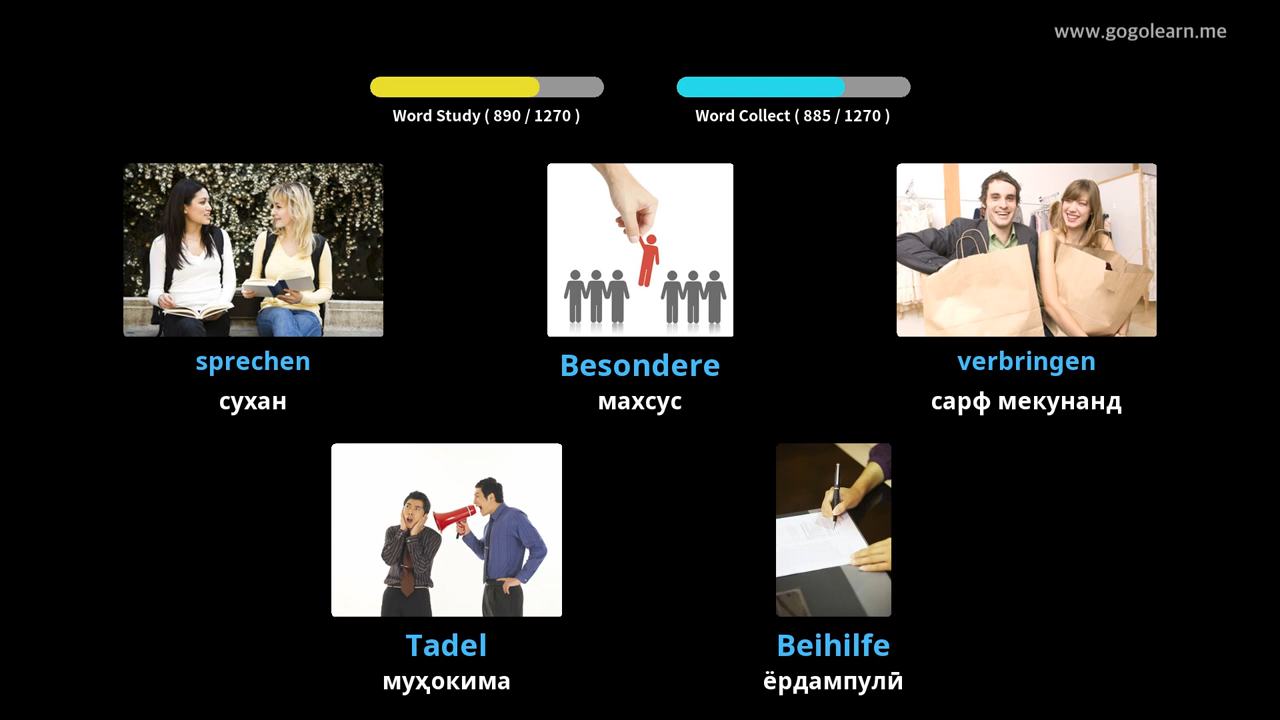 www.gogolearn.me
Word Study ( 890 / 1270 )
Word Collect ( 885 / 1270 )
sprechen
сухан
Besondere
махсус
verbringen
сарф мекунанд
Tadel
муҳокима
Beihilfe
ёрдампулӣ